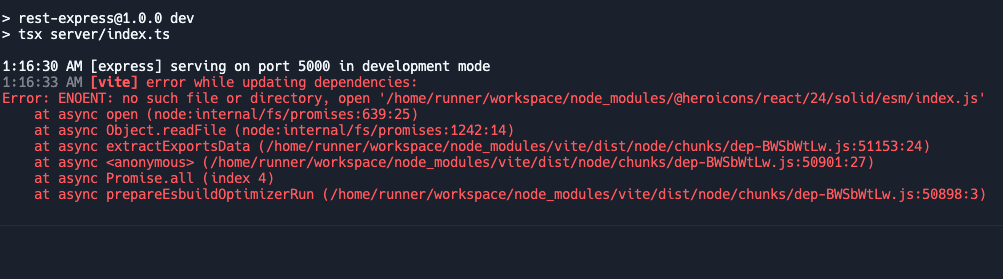 > rest-express@1.0.0 dev
> tsx server/index.ts
1:16:30 AM [express] serving on port 5000 in development mode
1:16:33 AM [vite] error while updating dependencies:
Error: ENOENT: no such file or directory, open '/home/runner/workspace/node_modules/@heroicons/react/24/solid/esm/index.js'
    at async open (node:internal/fs/promises:639:25)
    at async Object.readFile (node:internal/fs/promises:1242:14)
    at async extractExportsData (/home/runner/workspace/node_modules/vite/dist/node/chunks/dep-BWSbWtLw.js:51153:24)
    at async <anonymous> (/home/runner/workspace/node_modules/vite/dist/node/chunks/dep-BWSbWtLw.js:50901:27)
    at async Promise.all (index 4)
    at async prepareEsbuildOptimizerRun (/home/runner/workspace/node_modules/vite/dist/node/chunks/dep-BWSbWtLw.js:50898:3)